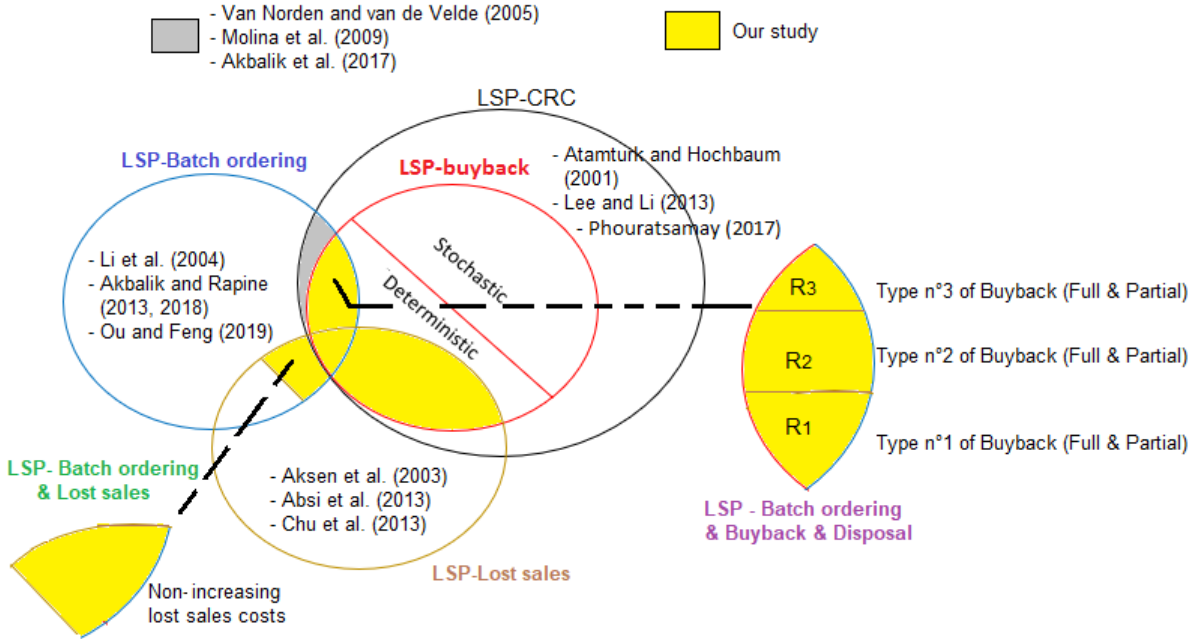 - Van Norden and van de Velde (2005)
- Molina et al. (2009)
- Akbalik et al. (2017)
Our study
LSP-CRC
LSP-Batch ordering
LSP-buyback
- Atamturk and Hochbaum
(2001)
- Lee and Li (2013)
- Phouratsamay (2017)
- Li et al. (2004)
- Akbalik and Rapine
(2013, 2018)
- Ou and Feng (2019)
Stochastic
Deterministic
R3
Type n°3 of Buyback (Full & Partial)
R2
Type n°2 of Buyback (Full & Partial)
R1
Type n°1 of Buyback (Full & Partial)
LSP - Batch ordering
& Buyback & Disposal
LSP- Batch ordering
& Lost sales
- Aksen et al. (2003)
- Absi et al. (2013)
- Chu et al. (2013)
LSP-Lost sales
Non-increasing
lost sales costs